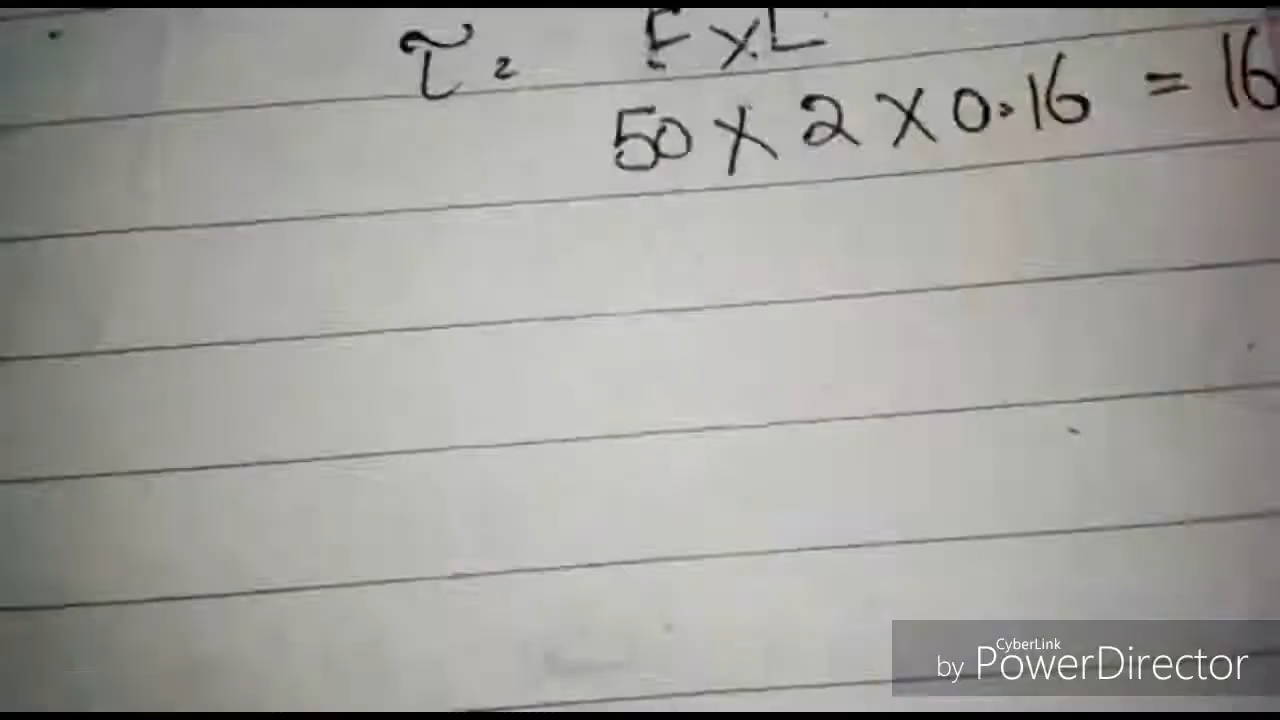 τ = F × L
50 × 2 × 0.16 = 16
CyberLink
by PowerDirector